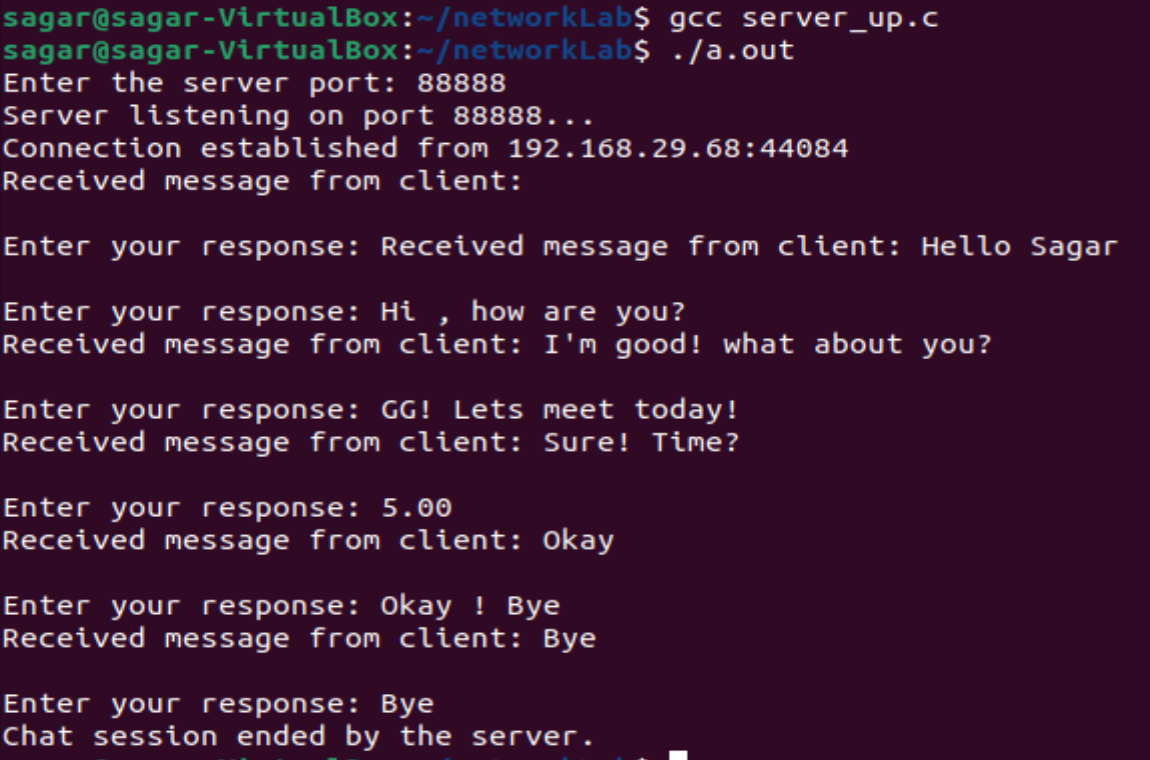 sagar@sagar-VirtualBox:~/networkLab$ gcc server_up.c
sagar@sagar-VirtualBox:~/networkLab$ ./a.out
Enter the server port: 88888
Server listening on port 88888...
Connection established from 192.168.29.68:44084
Received message from client:
Enter your response: Received message from client: Hello Sagar
Enter your response: Hi , how are you?
Received message from client: I'm good! what about you?
Enter your response: GG! Lets meet today!
Received message from client: Sure! Time?
Enter your response: 5.00
Received message from client: Okay
Enter your response: Okay ! Bye
Received message from client: Bye
Enter your response: Bye
Chat session ended by the server.